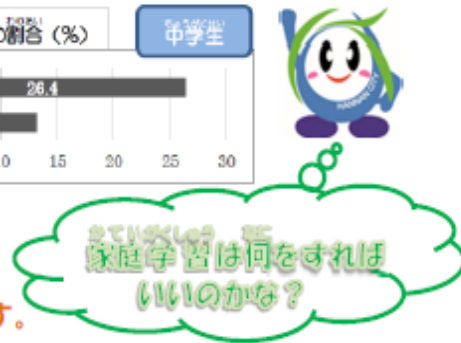 の割合（%）
中学生
26.4
0 15 20 25 30
HANNAN CITY
かていがくしゅう なに
家庭学習は何をすれば
いいのかな？
す。